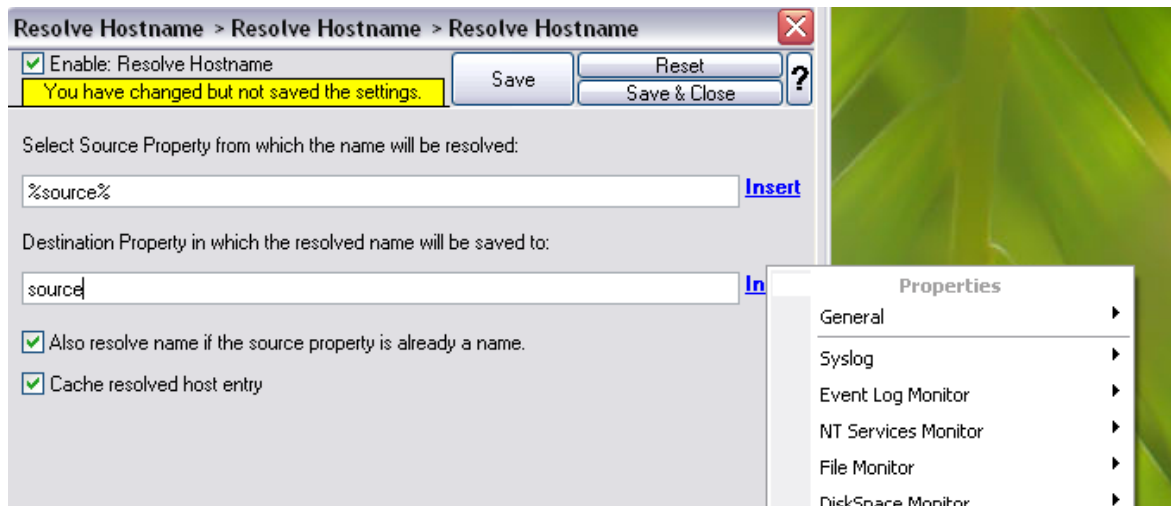 Resolve Hostname > Resolve Hostname > Resolve Hostname
Enable: Resolve Hostname
You have changed but not saved the settings.
Save
Reset
Save & Close
?
Select Source Property from which the name will be resolved:
%source%
Insert
Destination Property in which the resolved name will be saved to:
source
In
Also resolve name if the source property is already a name.
Cache resolved host entry
Properties
General
Syslog
Event Log Monitor
NT Services Monitor
File Monitor
DiskSpace Monitor